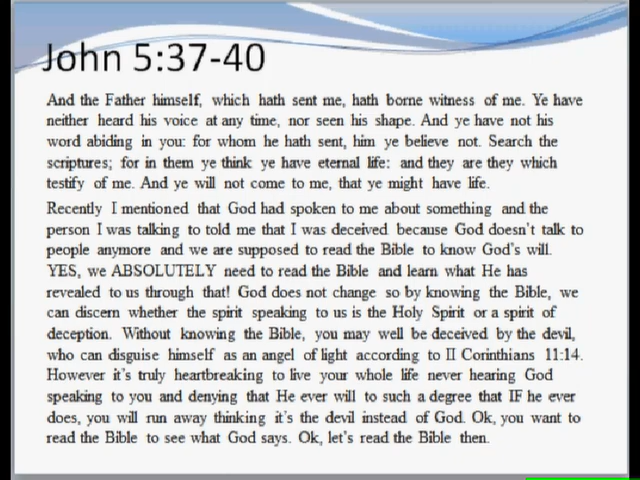 John 5:37-40
And the Father himself, which hath sent me, hath borne witness of me. Ye have
neither heard his voice at any time, nor seen his shape. And ye have not his
word abiding in you: for whom he hath sent, him ye believe not. Search the
scriptures; for in them ye think ye have eternal life: and they are they which
testify of me. And ye will not come to me, that ye might have life.
Recently I mentioned that God had spoken to me about something and the
person I was talking to told me that I was deceived because God doesn't talk to
people anymore and we are supposed to read the Bible to know God's will.
YES, we ABSOLUTELY need to read the Bible and learn what He has
revealed to us through that! God does not change so by knowing the Bible, we
can discern whether the spirit speaking to us is the Holy Spirit or a spirit of
deception. Without knowing the Bible, you may well be deceived by the devil,
who can disguise himself as an angel of light according to II Corinthians 11:14.
However it's truly heartbreaking to live your whole life never hearing God
speaking to you and denying that He ever will to such a degree that IF he ever
does, you will run away thinking it's the devil instead of God. Ok, you want to
read the Bible to see what God says. Ok, let's read the Bible then.